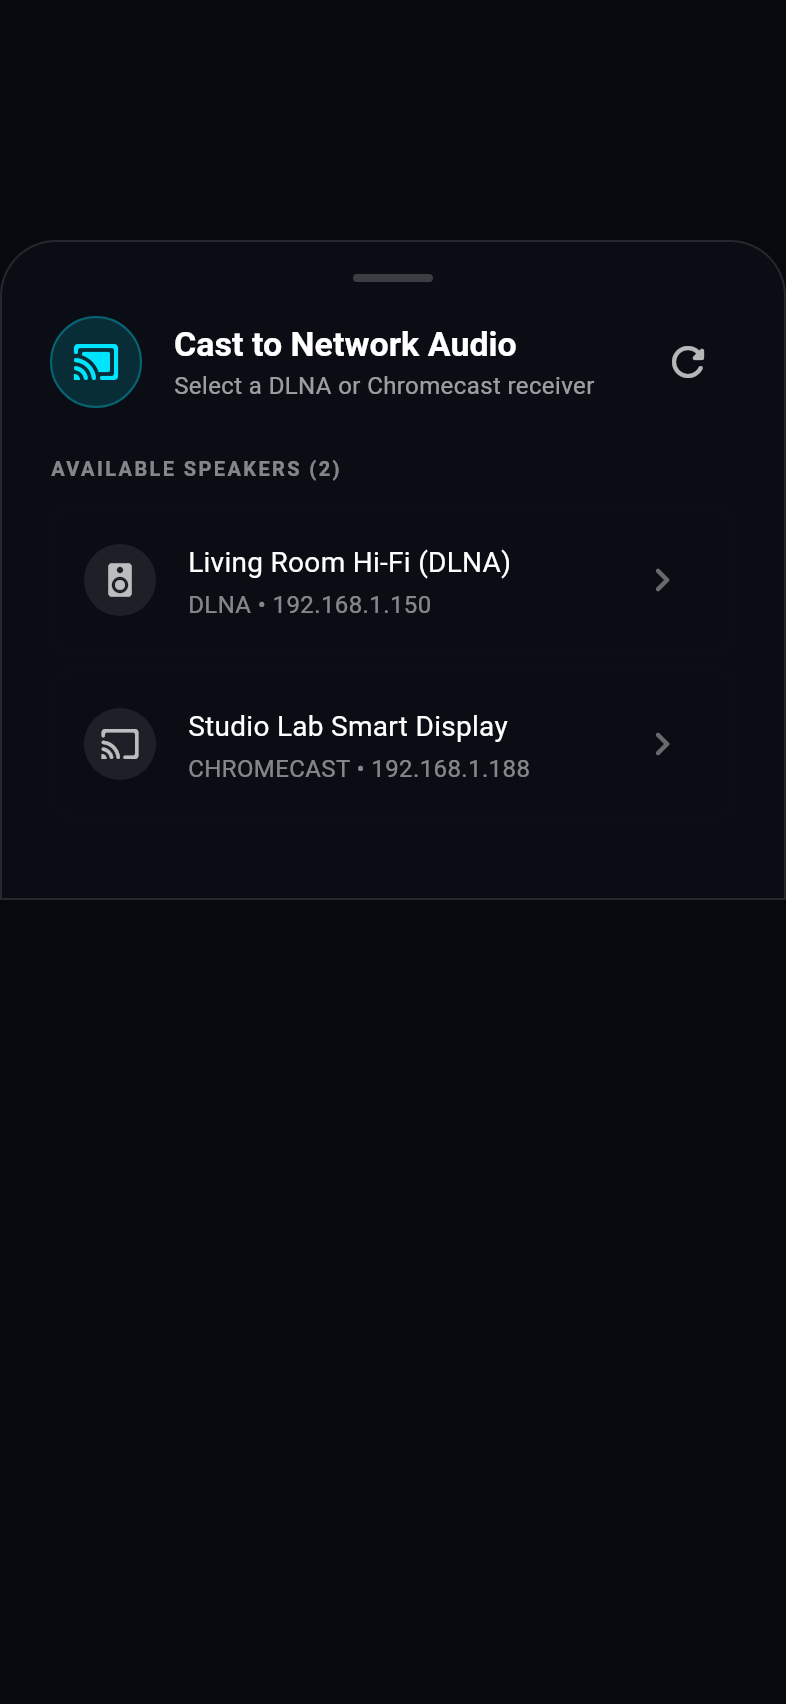 Cast to Network Audio
Select a DLNA or Chromecast receiver
AVAILABLE SPEAKERS (2)
Living Room Hi-Fi (DLNA)
DLNA • 192.168.1.150
Studio Lab Smart Display
CHROMECAST • 192.168.1.188